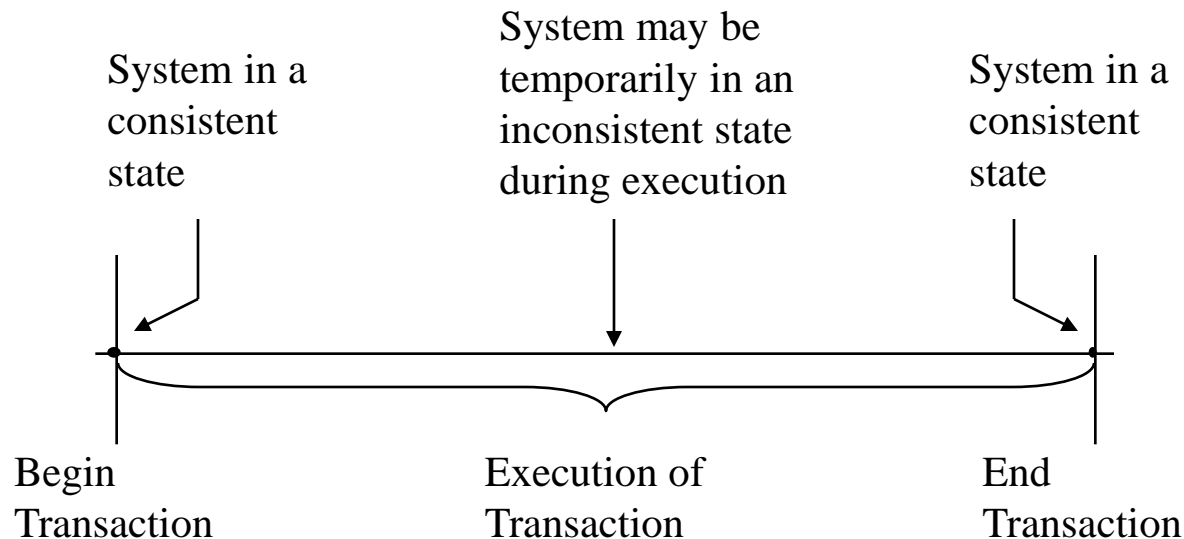 System in a
consistent
state
System may be
temporarily in an
inconsistent state
during execution
System in a
consistent
state
Begin
Transaction
Execution of
Transaction
End
Transaction